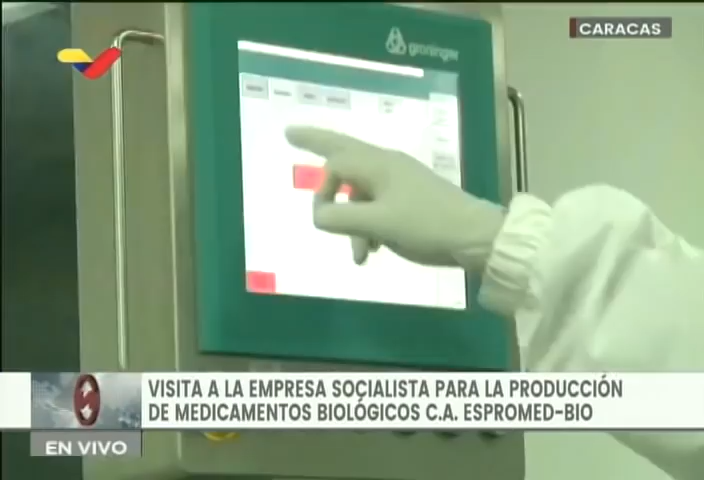 groninger
CARACAS
VISITA A LA EMPRESA SOCIALISTA PARA LA PRODUCCIÓN
DE MEDICAMENTOS BIOLÓGICOS C.A. ESPROMED-BIO
EN VIVO